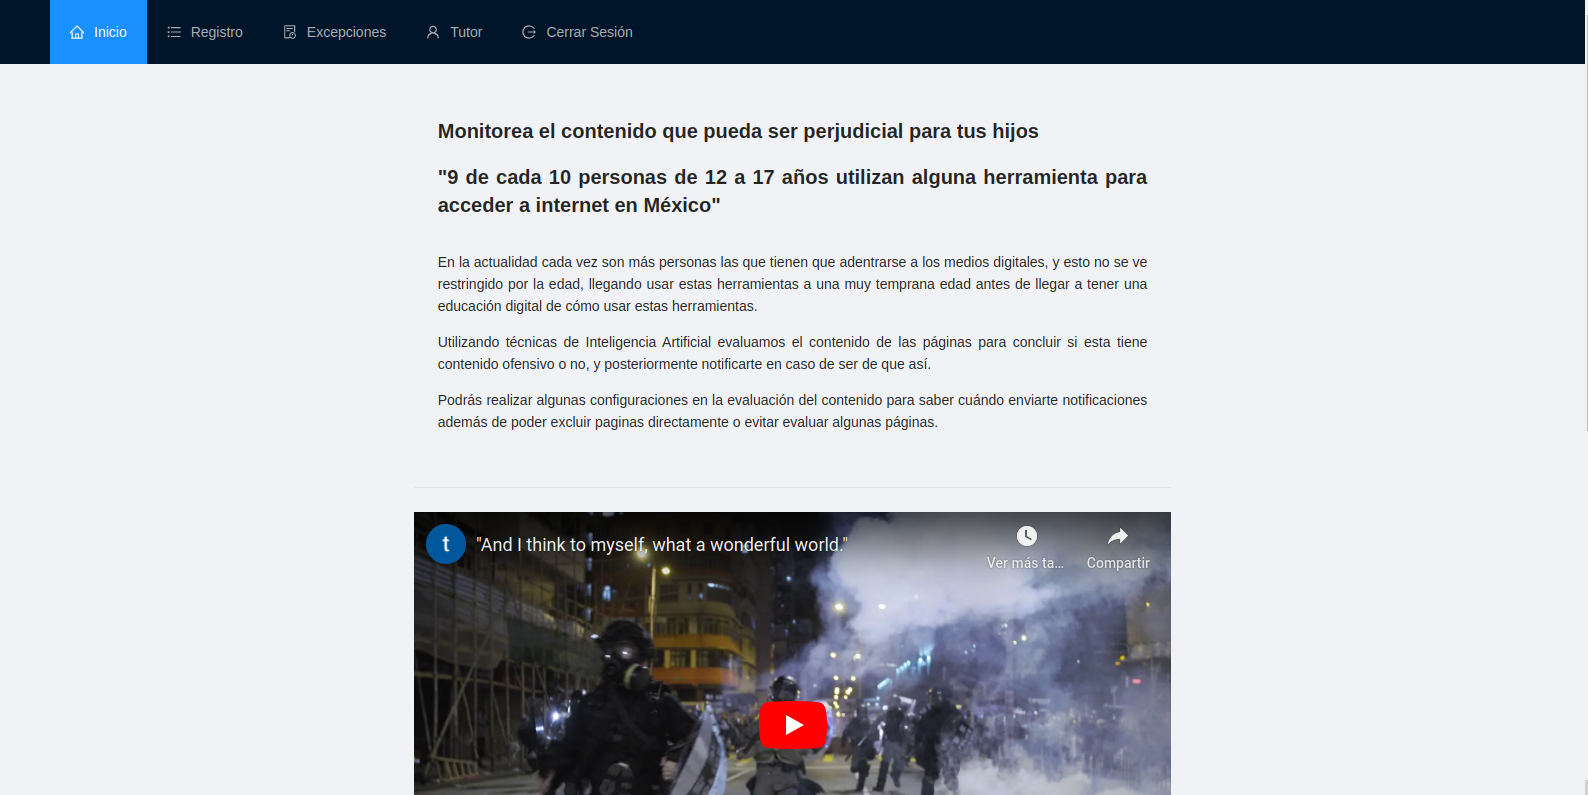 Inicio
Registro
Excepciones
Tutor
Cerrar Sesión
Monitorea el contenido que pueda ser perjudicial para tus hijos
"9 de cada 10 personas de 12 a 17 años utilizan alguna herramienta para
acceder a internet en México"
En la actualidad cada vez son más personas las que tienen que adentrarse a los medios digitales, y esto no se ve
restringido por la edad, llegando usar estas herramientas a una muy temprana edad antes de llegar a tener una
educación digital de cómo usar estas herramientas.
Utilizando técnicas de Inteligencia Artificial evaluamos el contenido de las páginas para concluir si esta tiene
contenido ofensivo o no, y posteriormente notificarte en caso de ser de que así.
Podrás realizar algunas configuraciones en la evaluación del contenido para saber cuándo enviarte notificaciones
además de poder excluir paginas directamente o evitar evaluar algunas páginas.
t
"And I think to myself, what a wonderful world."
Ver más ta...
Compartir